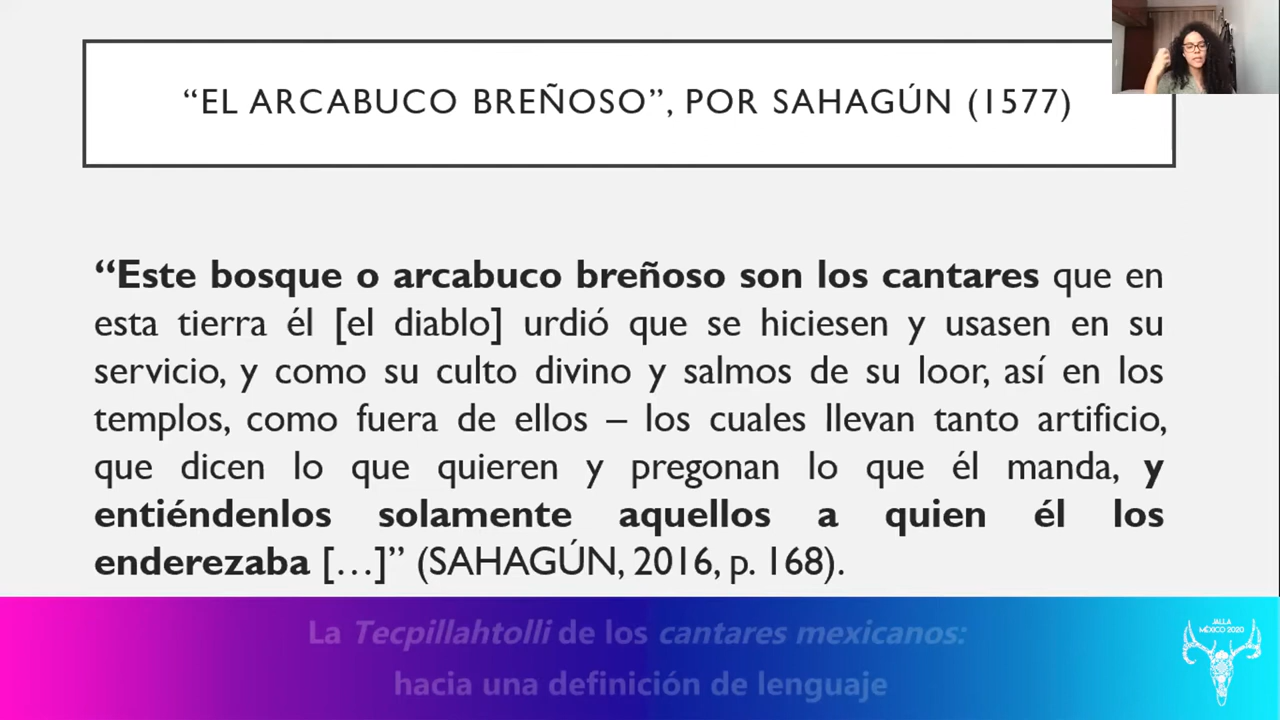 “EL ARCABUCO BREÑOSO”, POR SAHAGÚN (1577)
“Este bosque o arcabuco breñoso son los cantares que en
esta tierra él [el diablo] urdió que se hiciesen y usasen en su
servicio, y como su culto divino y salmos de su loor, así en los
templos, como fuera de ellos – los cuales llevan tanto artificio,
que dicen lo que quieren y pregonan lo que él manda, y
entiéndenlos solamente aquellos a quien él los
enderezaba […]” (SAHAGÚN, 2016, p. 168).
La Tecpillahtolli de los cantares mexicanos:
hacia una definición de lenguaje
JALLA
MÉXICO 2020